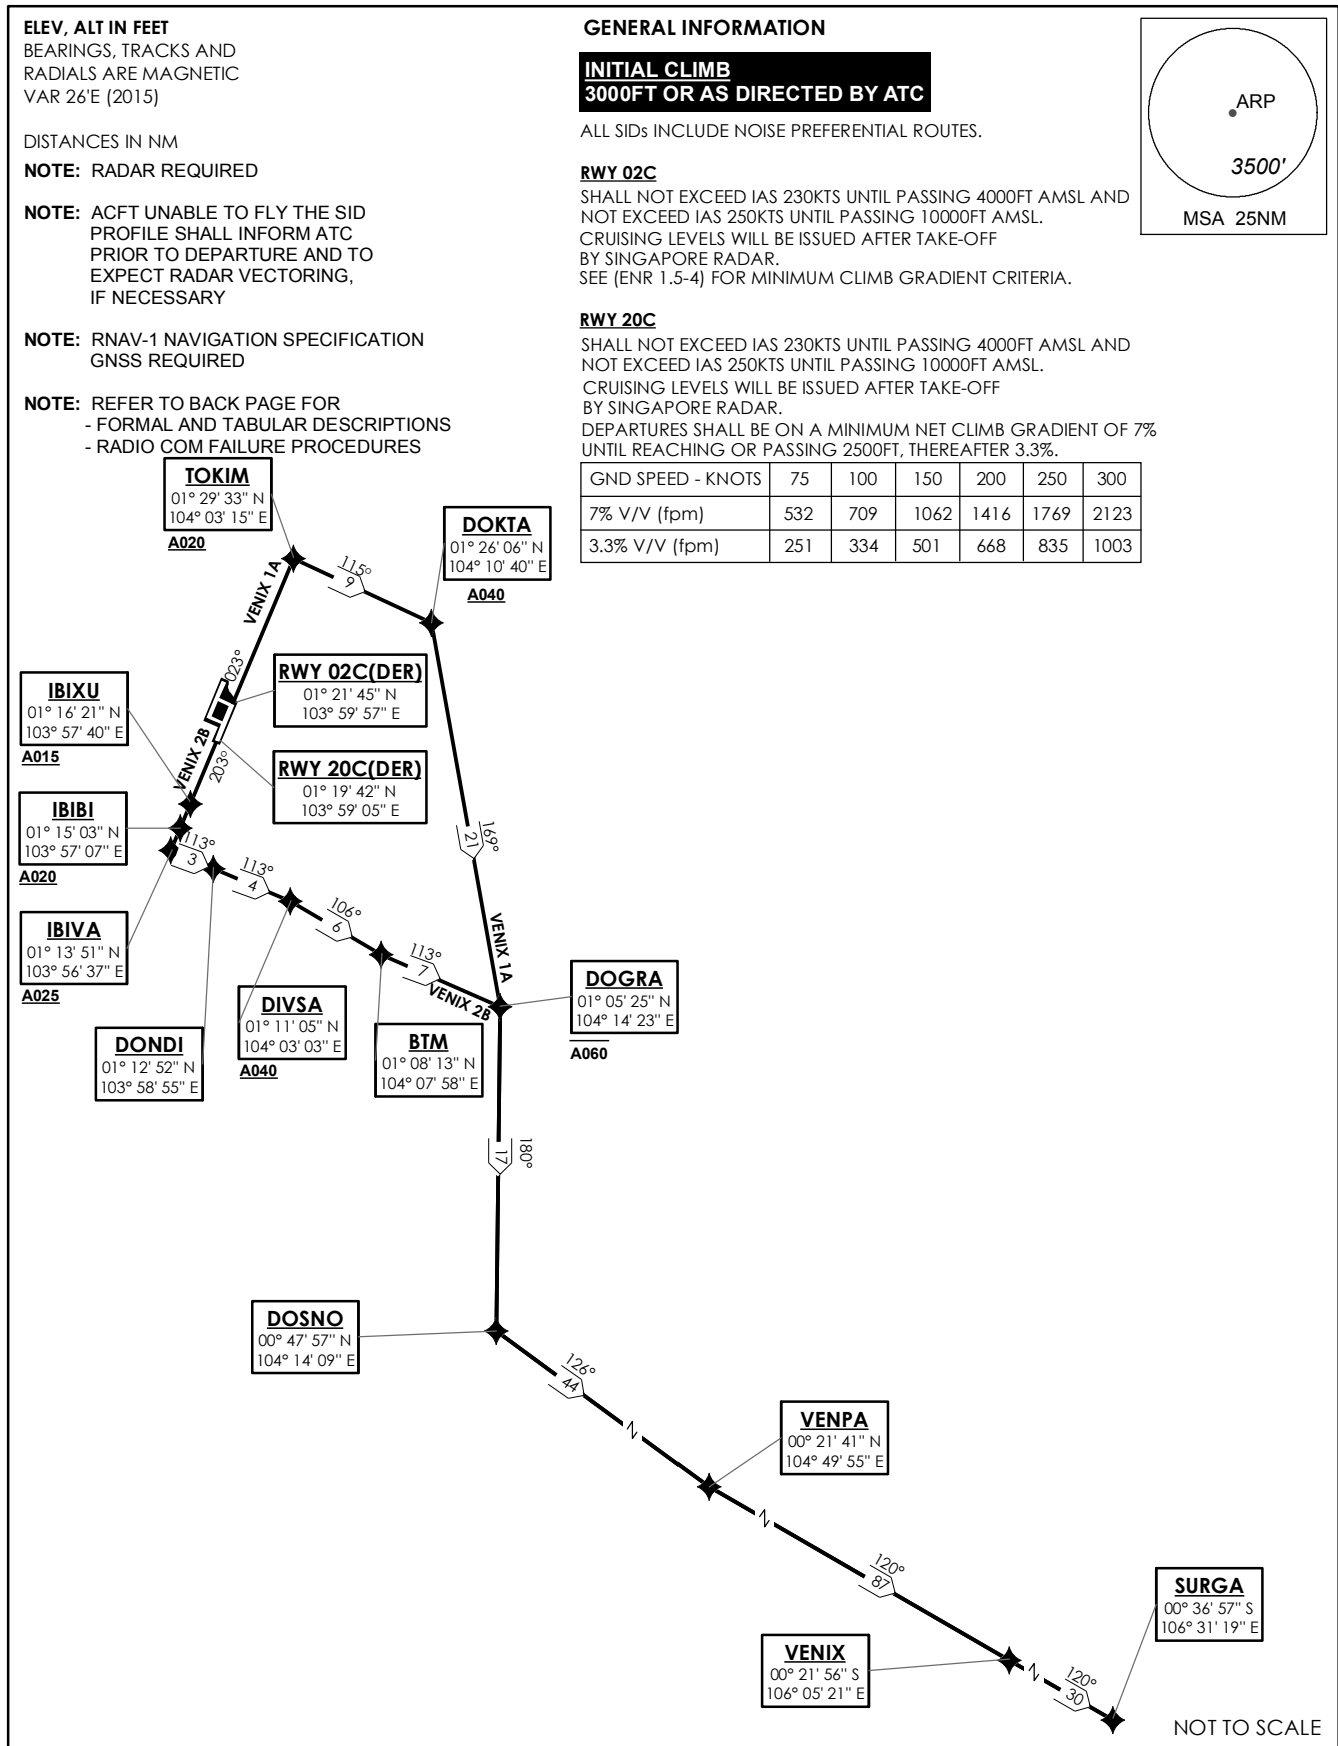 ELEV, ALT IN FEET
BEARINGS, TRACKS AND
RADIALS ARE MAGNETIC
VAR 26'E (2015)
DISTANCES IN NM
NOTE: RADAR REQUIRED
NOTE: ACFT UNABLE TO FLY THE SID
PROFILE SHALL INFORM ATC
PRIOR TO DEPARTURE AND TO
EXPECT RADAR VECTORING,
IF NECESSARY
NOTE: RNAV-1 NAVIGATION SPECIFICATION
GNSS REQUIRED
NOTE: REFER TO BACK PAGE FOR
- FORMAL AND TABULAR DESCRIPTIONS
- RADIO COM FAILURE PROCEDURES
GENERAL INFORMATION
INITIAL CLIMB
3000FT OR AS DIRECTED BY ATC
ALL SIDs INCLUDE NOISE PREFERENTIAL ROUTES.
RWY 02C
SHALL NOT EXCEED IAS 230KTS UNTIL PASSING 4000FT AMSL AND
NOT EXCEED IAS 250KTS UNTIL PASSING 10000FT AMSL.
CRUISING LEVELS WILL BE ISSUED AFTER TAKE-OFF
BY SINGAPORE RADAR.
SEE (ENR 1.5-4) FOR MINIMUM CLIMB GRADIENT CRITERIA.
RWY 20C
SHALL NOT EXCEED IAS 230KTS UNTIL PASSING 4000FT AMSL AND
NOT EXCEED IAS 250KTS UNTIL PASSING 10000FT AMSL.
CRUISING LEVELS WILL BE ISSUED AFTER TAKE-OFF
BY SINGAPORE RADAR.
DEPARTURES SHALL BE ON A MINIMUM NET CLIMB GRADIENT OF 7%
UNTIL REACHING OR PASSING 2500FT, THEREAFTER 3.3%.
GND SPEED - KNOTS 75 100 150 200 250 300
7% V/V (fpm) 532 709 1062 1416 1769 2123
3.3% V/V (fpm) 251 334 501 668 835 1003
ARP
3500'
MSA 25NM
TOKIM
01° 29' 33" N
104° 03' 15" E
A020
DOKTA
01° 26' 06" N
104° 10' 40" E
A040
115°
9
VENIX 1A
023°
RWY 02C(DER)
01° 21' 45" N
103° 59' 57" E
IBIXU
01° 16' 21" N
103° 57' 40" E
A015
VENIX 2B
203°
RWY 20C(DER)
01° 19' 42" N
103° 59' 05" E
IBIBI
01° 15' 03" N
103° 57' 07" E
A020
169°
21
VENIX 1A
113°
3
113°
4
106°
6
113°
7
VENIX 2B
IBIVA
01° 13' 51" N
103° 56' 37" E
A025
DONDI
01° 12' 52" N
103° 58' 55" E
DIVSA
01° 11' 05" N
104° 03' 03" E
A040
BTM
01° 08' 13" N
104° 07' 58" E
DOGRA
01° 05' 25" N
104° 14' 23" E
A060
180°
17
DOSNO
00° 47' 57" N
104° 14' 09" E
126°
44
N
VENPA
00° 21' 41" N
104° 49' 55" E
N
120°
87
SURGA
00° 36' 57" S
106° 31' 19" E
VENIX
00° 21' 56" S
106° 05' 21" E
N
120°
30
NOT TO SCALE